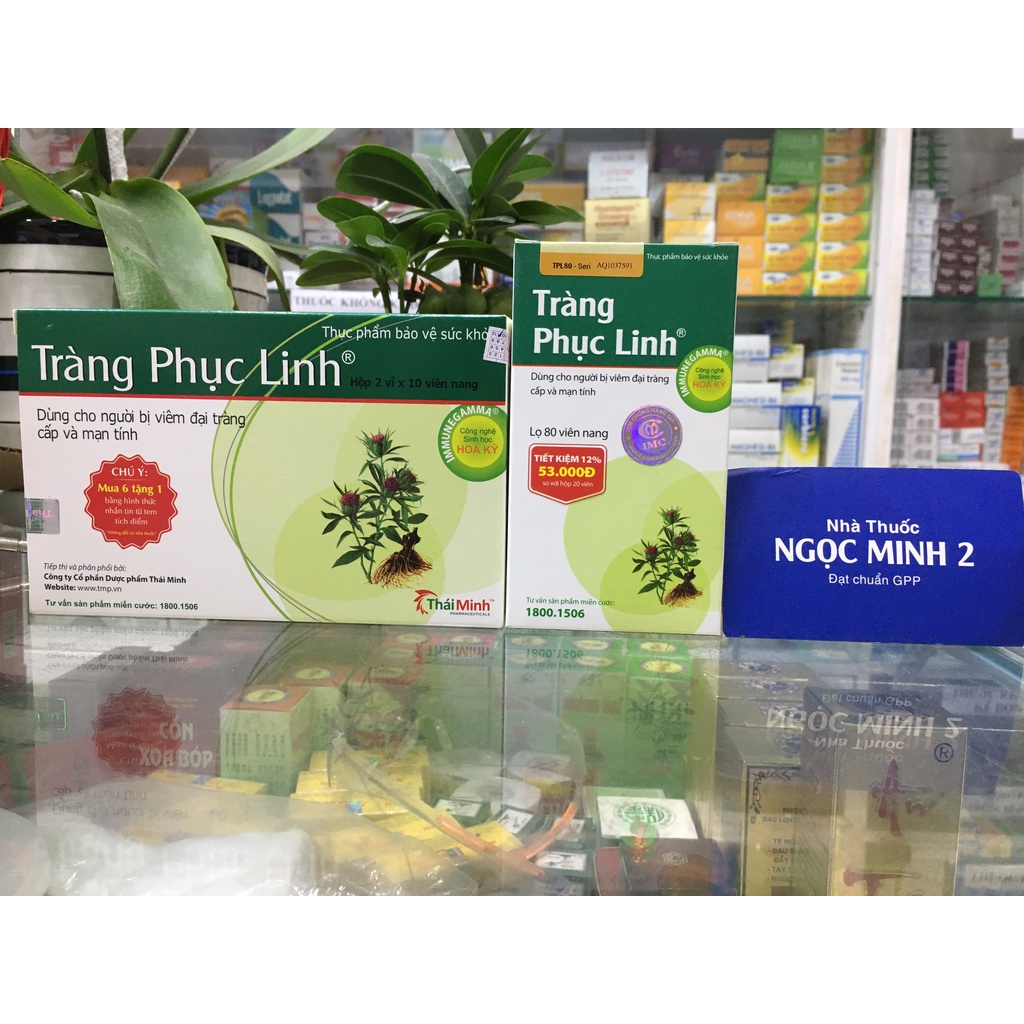 THUỐC KHÔNG
Thực phẩm bảo vệ sức khỏ
Tràng Phục Linh®
Hộp 2 vỉ x 10 viên nang
Dùng cho người bị viêm đại tràng
cấp và mạn tính
IMMUNEGAMMA®
Công nghệ
Sinh học
HOA KỲ
CHÚ Ý:
Mua 6 tặng 1
bằng hình thức
nhắn tin từ tem
tích điểm
Tiếp thị và phân phối bởi:
Công ty Cổ phần Dược phẩm Thái Minh
Website: www.tmp.vn
Tư vấn sản phẩm miễn cước: 1800.1506
Thái Minh™
PHARMACEUTICALS
TPL80 - Seri AQ1037591
Thực phẩm bảo vệ sức khỏe
Tràng
Phục Linh®
IMMUNEGAMMA®
Công nghệ
Sinh học
HOA KỲ
Dùng cho người bị viêm đại tràng
cấp và mạn tính
Lọ 80 viên nang
IMC
TIẾT KIỆM 12%
53.000Đ
so với hộp 20 viên
Tư vấn sản phẩm miễn cước:
1800.1506
Nhà Thuốc
NGỌC MINH 2
Đạt chuẩn GPP
CỒN
XOA BÓP